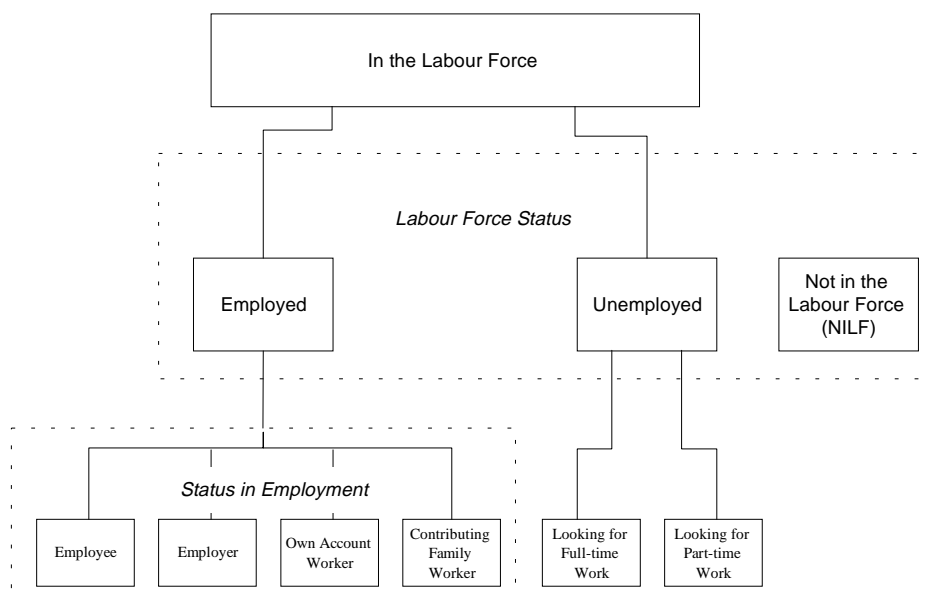 In the Labour Force
Labour Force Status
Employed
Unemployed
Not in the
Labour Force
(NILF)
Status in Employment
Employee
Employer
Own Account
Worker
Contributing
Family
Worker
Looking for
Full-time
Work
Looking for
Part-time
Work